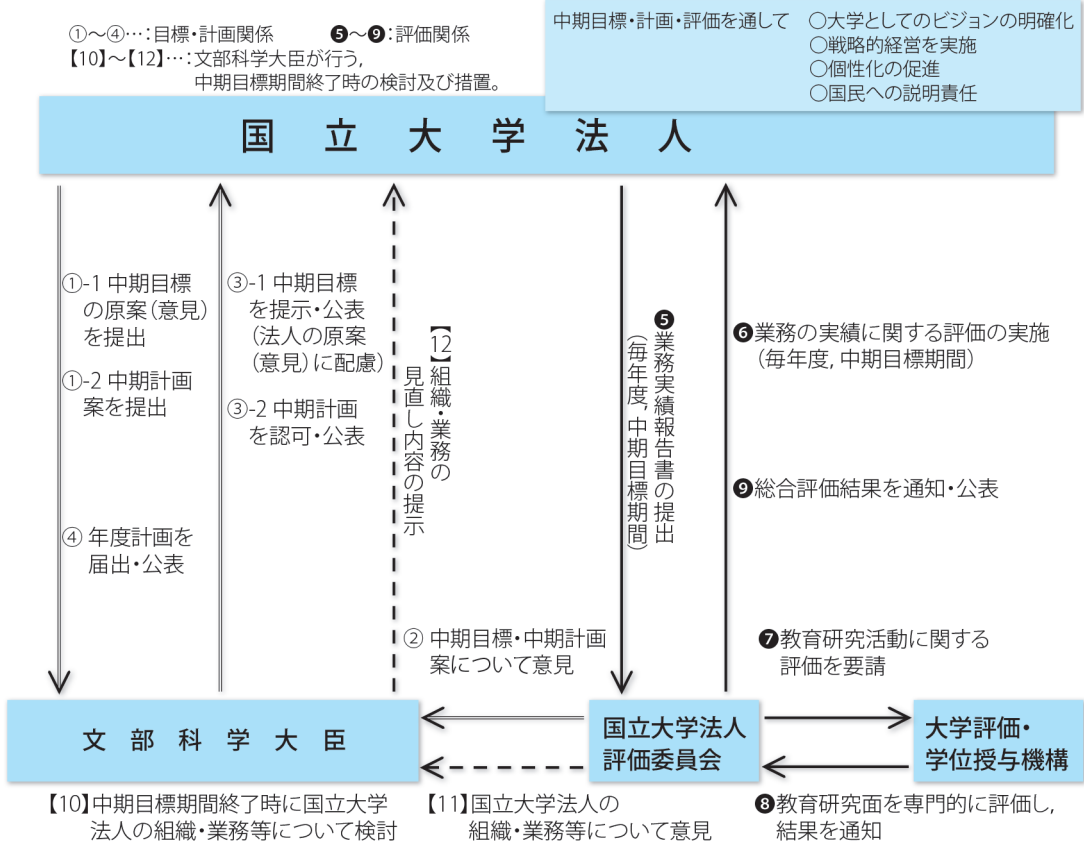 ①～④…：目標・計画関係　❺～❾：評価関係
【10】～【12】…：文部科学大臣が行う，
中期目標期間終了時の検討及び措置。
中期目標・計画・評価を通して　○大学としてのビジョンの明確化
○戦略的経営を実施
○個性化の促進
○国民への説明責任
国立大学法人
①-1 中期目標
の原案（意見）
を提出
①-2 中期計画
案を提出
④ 年度計画を
届出・公表
③-1 中期目標
を提示・公表
（法人の原案
（意見）に配慮）
③-2 中期計画
を認可・公表
【12】組織・業務の
見直し内容の提示
❺業務実績報告書の提出
（毎年度，中期目標期間）
❻業務の実績に関する評価の実施
（毎年度，中期目標期間）
❾総合評価結果を通知・公表
② 中期目標・中期計画
案について意見
❼教育研究活動に関する
評価を要請
文部科学大臣
国立大学法人
評価委員会
大学評価・
学位授与機構
【10】中期目標期間終了時に国立大学
法人の組織・業務等について検討
【11】国立大学法人の
組織・業務等について意見
❽教育研究面を専門的に評価し，
結果を通知